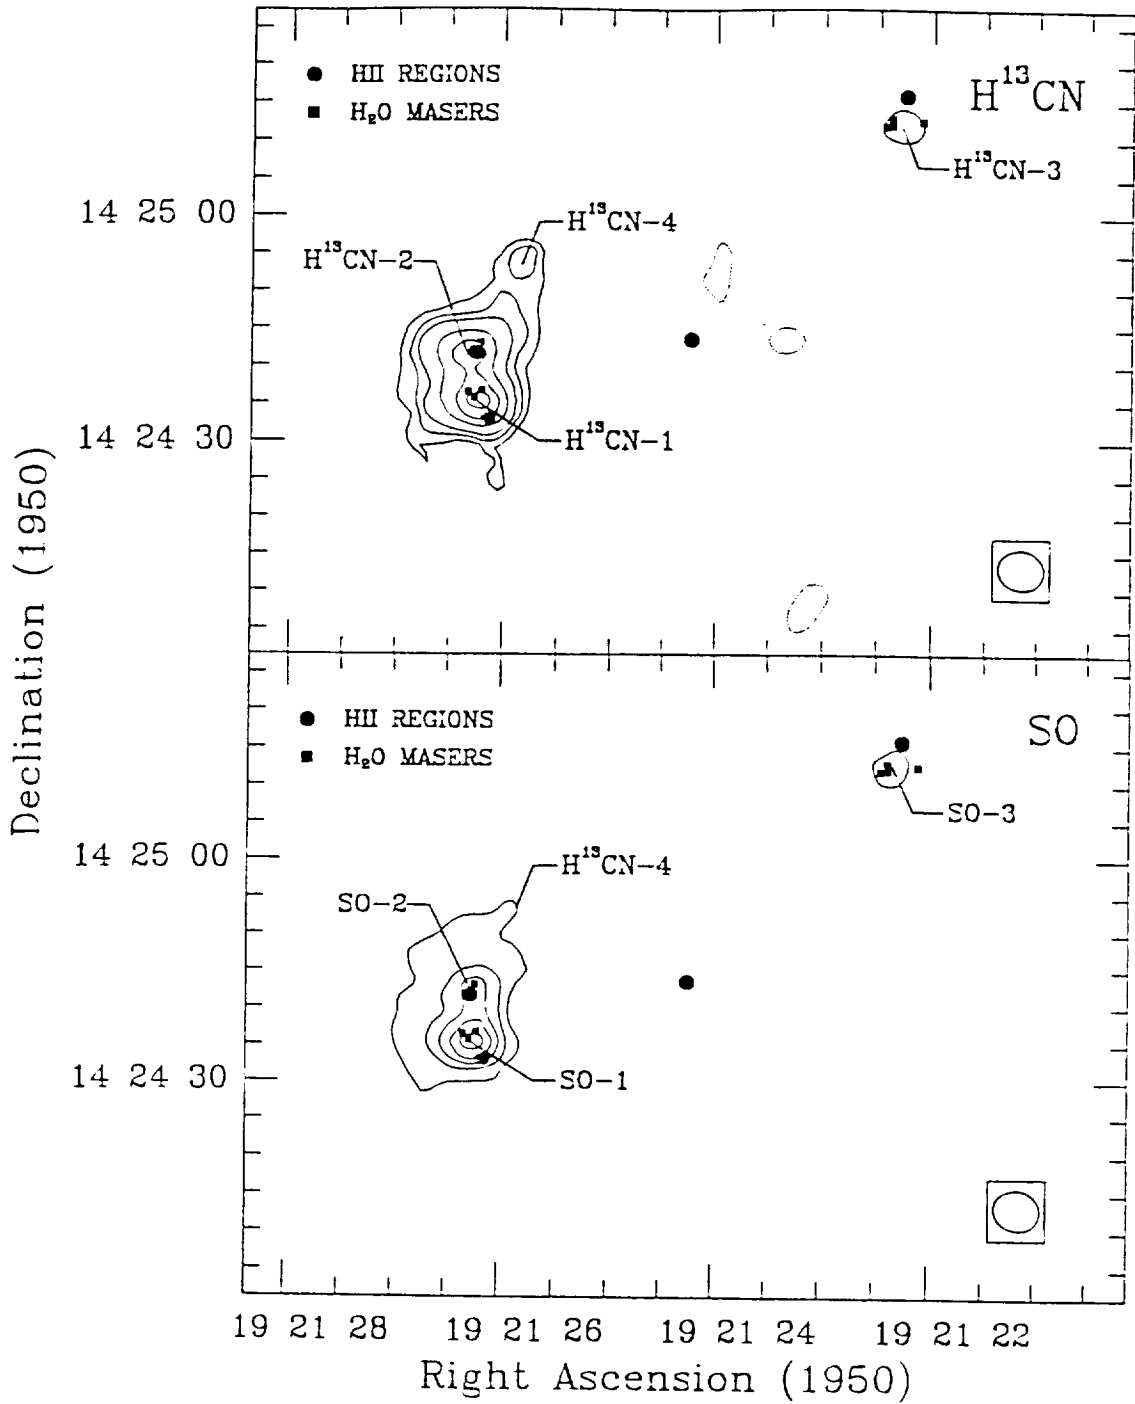 HII REGIONS
H₂O MASERS
H¹³CN
H¹³CN-3
14 25 00
H¹³CN-4
H¹³CN-2
14 24 30
H¹³CN-1
Declination (1950)
HII REGIONS
H₂O MASERS
SO
SO-3
14 25 00
H¹³CN-4
SO-2
14 24 30
SO-1
19 21 28 19 21 26 19 21 24 19 21 22
Right Ascension (1950)